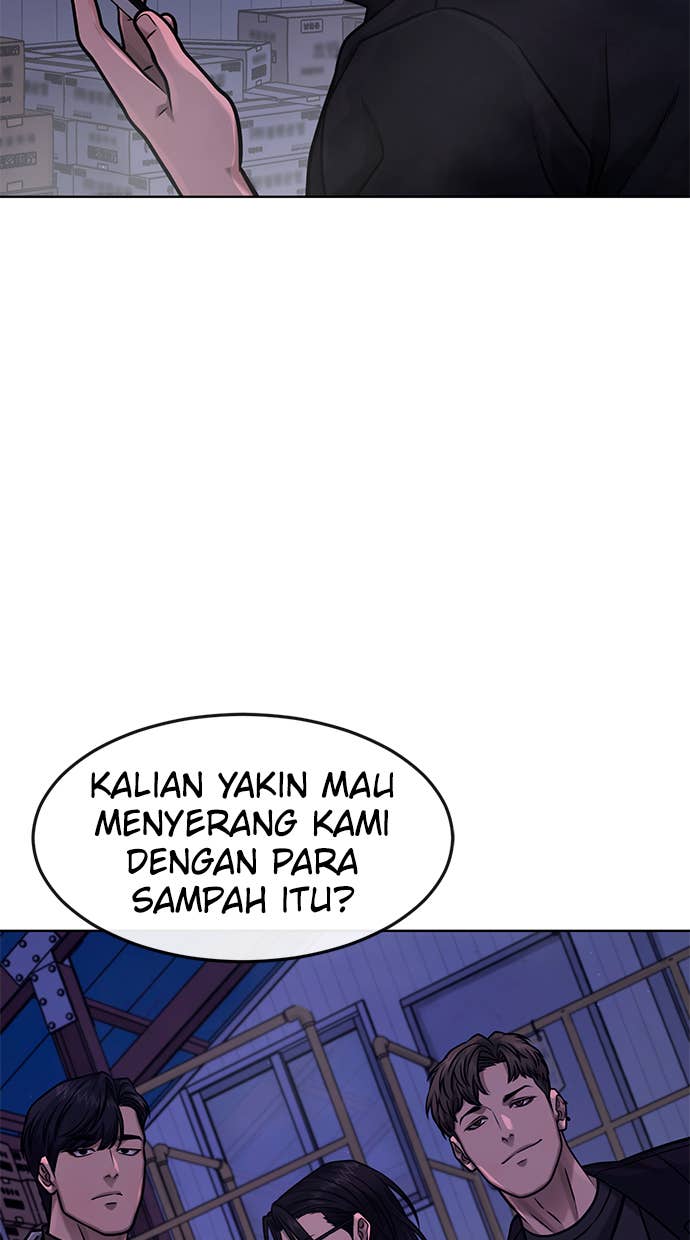 KALIAN YAKIN MAU
MENYERANG KAMI
DENGAN PARA
SAMPAH ITU?